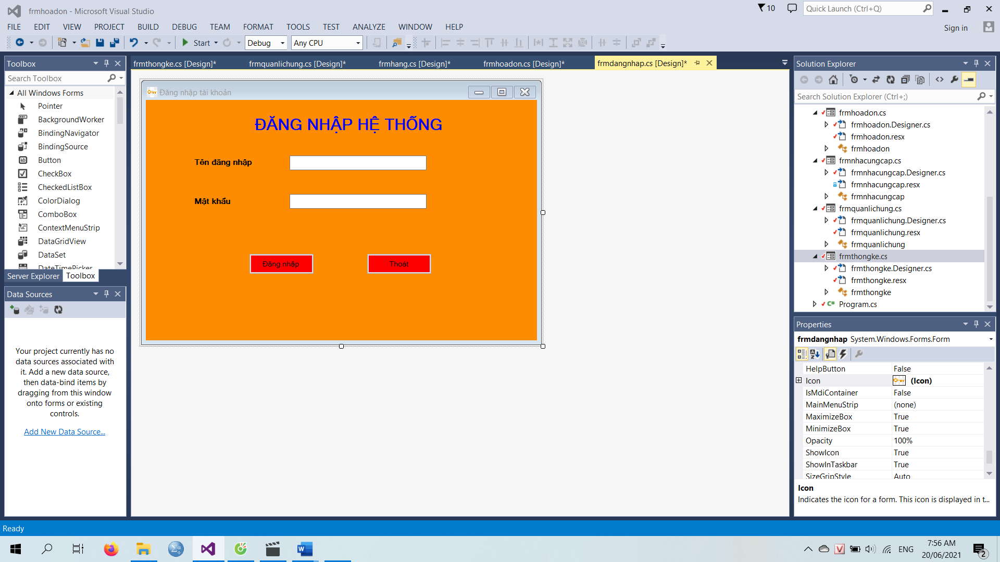 frmhoadon - Microsoft Visual Studio
10
Quick Launch (Ctrl+Q)
FILE EDIT VIEW PROJECT BUILD DEBUG TEAM FORMAT TOOLS TEST ANALYZE WINDOW HELP
Sign in
Start Debug Any CPU
Toolbox
Search Toolbox
All Windows Forms
Pointer
BackgroundWorker
BindingNavigator
BindingSource
Button
CheckBox
CheckedListBox
ColorDialog
ComboBox
ContextMenuStrip
DataGridView
DataSet
DateTimePicker
Server Explorer Toolbox
Data Sources
Your project currently has no
data sources associated with
it. Add a new data source,
then data-bind items by
dragging from this window
onto forms or existing
controls.
Add New Data Source...
frmthongke.cs [Design]* frmquanlichung.cs [Design]* frmhang.cs [Design]* frmhoadon.cs [Design]* frmdangnhap.cs [Design]*
Đăng nhập tài khoản
ĐĂNG NHẬP HỆ THỐNG
Tên đăng nhập
Mật khẩu
Đăng nhập
Thoát
Solution Explorer
Search Solution Explorer (Ctrl+;)
frmhoadon.cs
frmhoadon.Designer.cs
frmhoadon.resx
frmhoadon
frmnhacungcap.cs
frmnhacungcap.Designer.cs
frmnhacungcap.resx
frmnhacungcap
frmquanlichung.cs
frmquanlichung.Designer.cs
frmquanlichung.resx
frmquanlichung
frmthongke.cs
frmthongke.Designer.cs
frmthongke.resx
frmthongke
C# Program.cs
Properties
frmdangnhap System.Windows.Forms.Form
HelpButton False
Icon (Icon)
IsMdiContainer False
MainMenuStrip (none)
MaximizeBox True
MinimizeBox True
Opacity 100%
ShowIcon True
ShowInTaskbar True
SizeGripStyle Auto
Icon
Indicates the icon for a form. This icon is displayed in t...
Ready
ENG
7:56 AM
20/06/2021
2